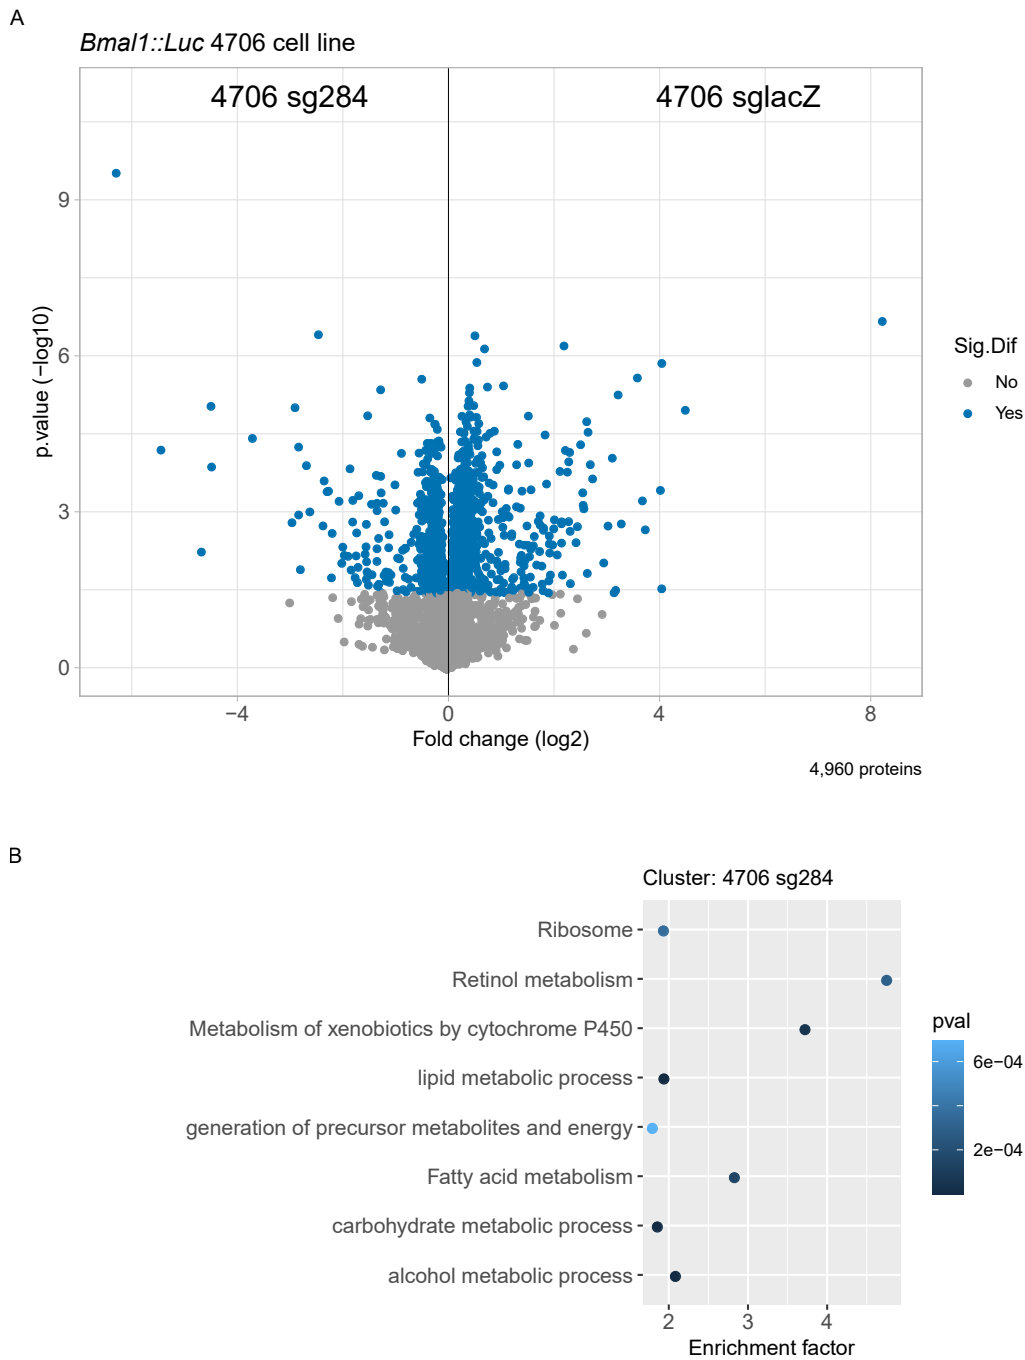 A
Bmal1::Luc 4706 cell line
4706 sg284
4706 sglacZ
9
6
3
0
p.value (−log10)
−4
0
4
8
Fold change (log2)
4,960 proteins
Sig.Dif
No
Yes
B
Cluster: 4706 sg284
Ribosome
Retinol metabolism
Metabolism of xenobiotics by cytochrome P450
lipid metabolic process
generation of precursor metabolites and energy
Fatty acid metabolism
carbohydrate metabolic process
alcohol metabolic process
2
3
4
Enrichment factor
pval
6e−04
2e−04